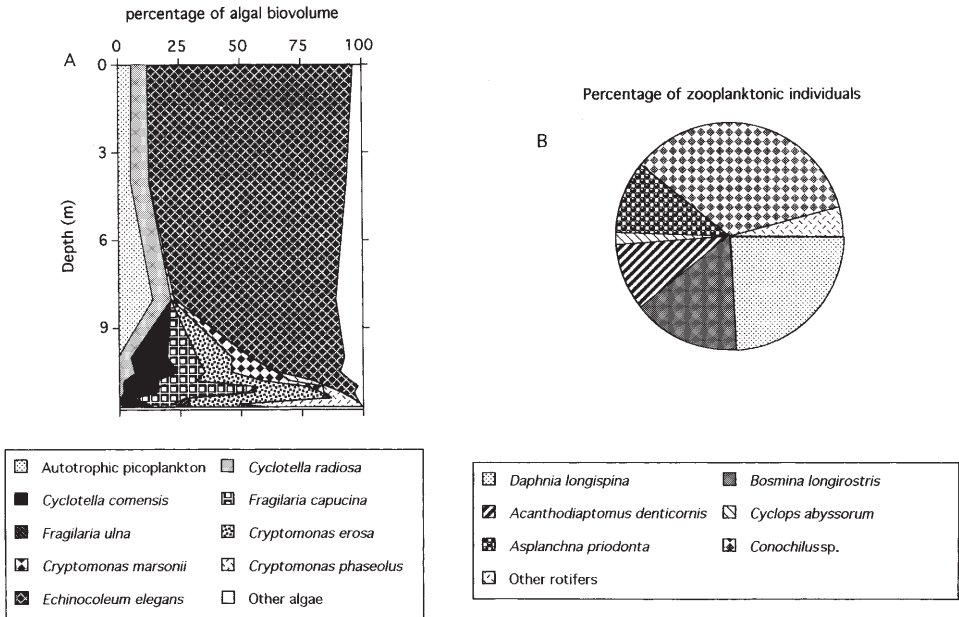 percentage of algal biovolume
A
0 25 50 75 100
0
3
6
9
Depth (m)
Autotrophic picoplankton Cyclotella radiosa
Cyclotella comensis Fragilaria capucina
Fragilaria ulna Cryptomonas erosa
Cryptomonas marsonii Cryptomonas phaseolus
Echinocoleum elegans Other algae
Percentage of zooplanktonic individuals
B
Daphnia longispina Bosmina longirostris
Acanthodiaptomus denticornis Cyclops abyssorum
Asplanchna priodonta Conochilus sp.
Other rotifers